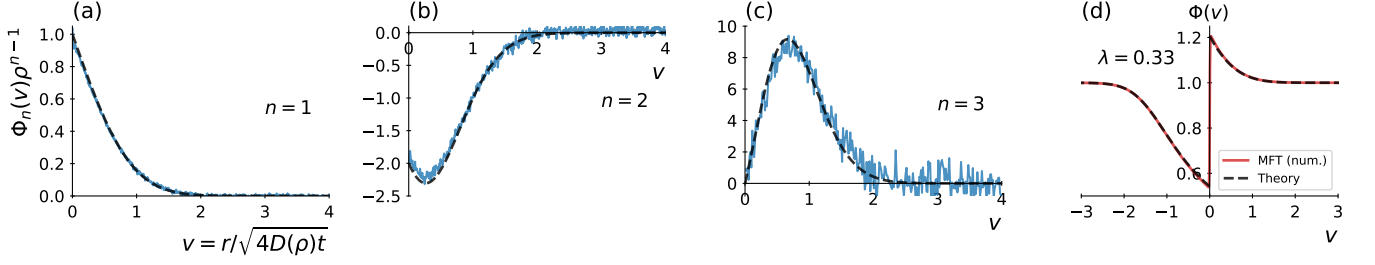 (a)
Φₙ(v)ρⁿ⁻¹
1.0
0.8
0.6
0.4
0.2
0.0
0 1 2 3 4
n = 1
v = r/√4D(ρ)t
(b)
0.0
−0.5
−1.0
−1.5
−2.0
−2.5
0 1 2 3 4
v
n = 2
(c)
10
8
6
4
2
0
0 1 2 3 4
v
n = 3
(d)
Φ(v)
1.2
1.0
0.8
0.6
λ = 0.33
MFT (num.)
Theory
−3 −2 −1 0 1 2 3
v